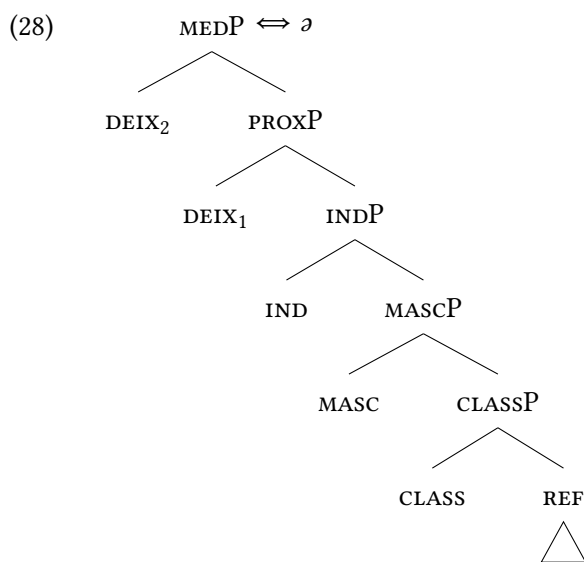 (28) MEDP ⇔ ə
DEIX₂ PROXP
DEIX₁ INDP
IND MASCP
MASC CLASSP
CLASS REF